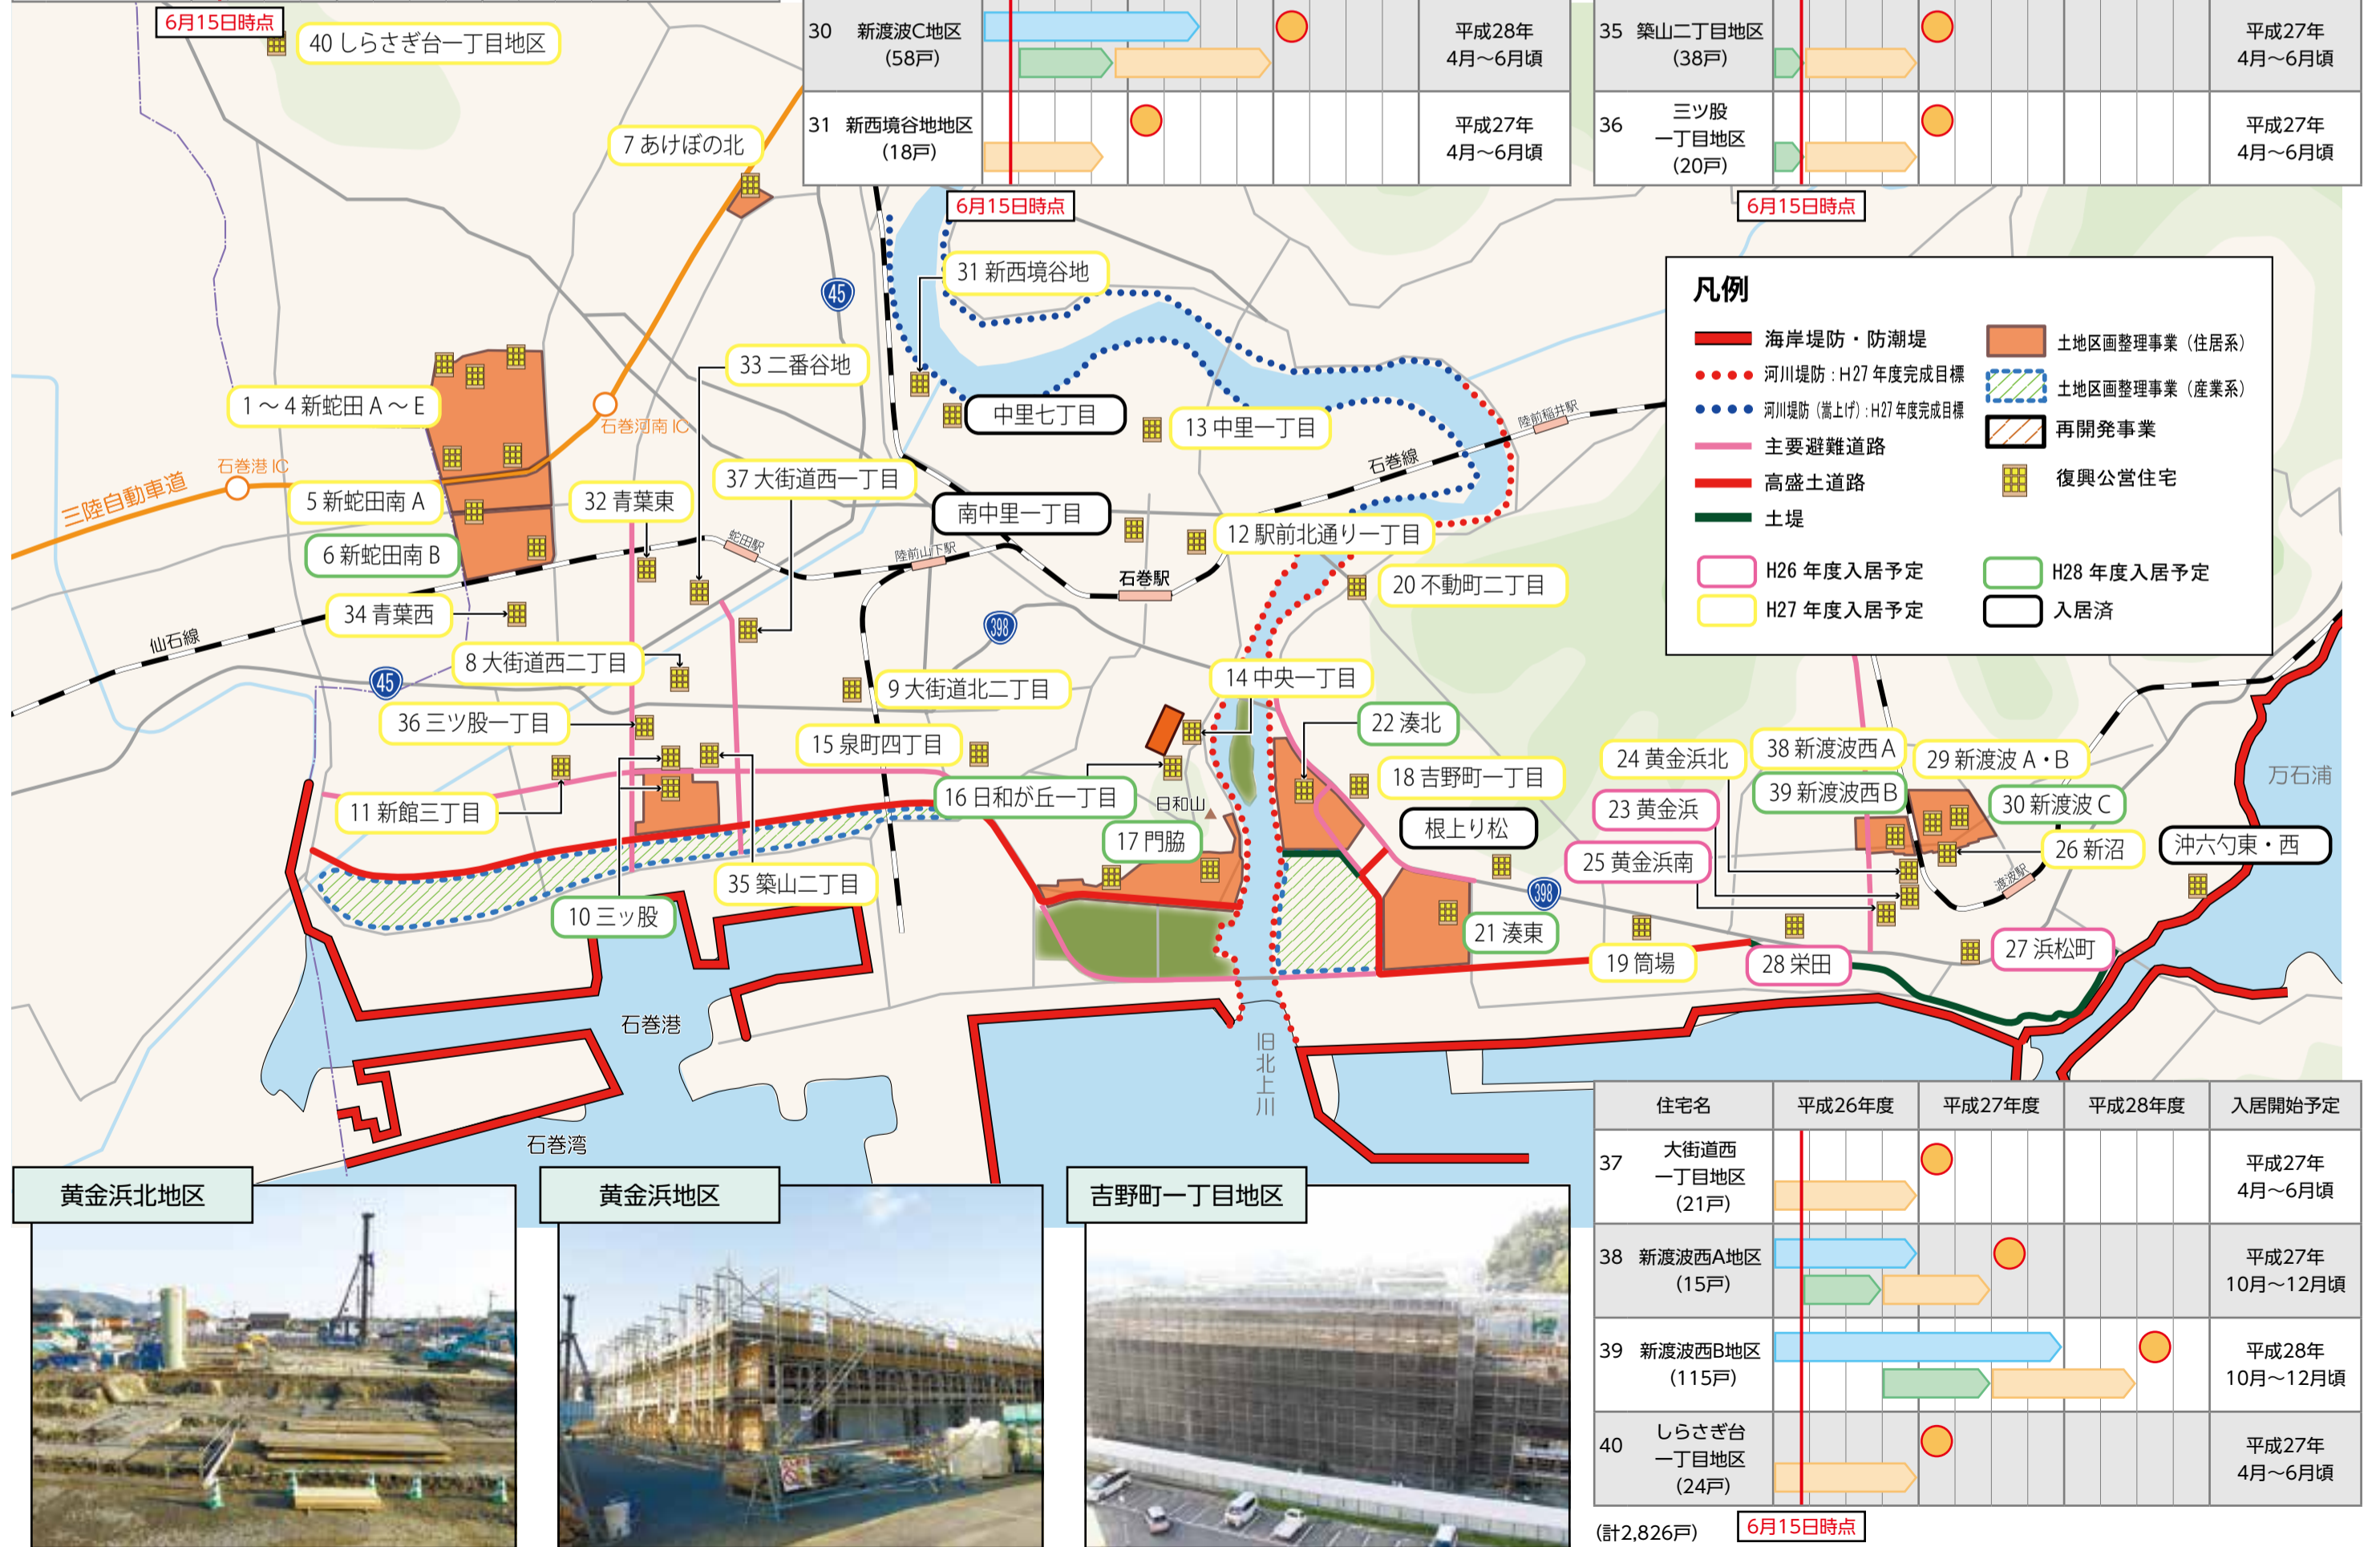 6月15日時点
40 しらさぎ台一丁目地区
30 新渡波C地区
(58戸)
平成28年
4月～6月頃
31 新西境谷地地区
(18戸)
平成27年
4月～6月頃
6月15日時点
35 築山二丁目地区
(38戸)
平成27年
4月～6月頃
36 三ツ股
一丁目地区
(20戸)
平成27年
4月～6月頃
6月15日時点
7 あけぼの北
31 新西境谷地
45
33 二番谷地
1～4 新蛇田 A～E
石巻河南 IC
中里七丁目
13 中里一丁目
陸前稲井駅
石巻線
石巻港 IC
三陸自動車道
5 新蛇田南 A
32 青葉東
37 大街道西一丁目
南中里一丁目
12 駅前北通り一丁目
6 新蛇田南 B
蛇田駅
陸前山下駅
石巻駅
20 不動町二丁目
34 青葉西
仙石線
398
8 大街道西二丁目
45
9 大街道北二丁目
14 中央一丁目
36 三ツ股一丁目
15 泉町四丁目
22 湊北
11 新館三丁目
16 日和が丘一丁目
日和山
18 吉野町一丁目
17 門脇
根上り松
35 築山二丁目
10 三ッ股
21 湊東
398
24 黄金浜北
38 新渡波西 A
29 新渡波 A・B
23 黄金浜
39 新渡波西 B
30 新渡波 C
25 黄金浜南
26 新沼
沖六勺東・西
渡波駅
19 筒場
28 栄田
27 浜松町
万石浦
石巻港
旧北上川
石巻湾
凡例
海岸堤防・防潮堤
河川堤防：H27 年度完成目標
河川堤防（嵩上げ）：H27 年度完成目標
主要避難道路
高盛土道路
土堤
土地区画整理事業（住居系）
土地区画整理事業（産業系）
再開発事業
復興公営住宅
H26 年度入居予定
H28 年度入居予定
H27 年度入居予定
入居済
黄金浜北地区
黄金浜地区
吉野町一丁目地区
住宅名 平成26年度 平成27年度 平成28年度 入居開始予定
37 大街道西
一丁目地区
(21戸)
平成27年
4月～6月頃
38 新渡波西A地区
(15戸)
平成27年
10月～12月頃
39 新渡波西B地区
(115戸)
平成28年
10月～12月頃
40 しらさぎ台
一丁目地区
(24戸)
平成27年
4月～6月頃
(計2,826戸)
6月15日時点